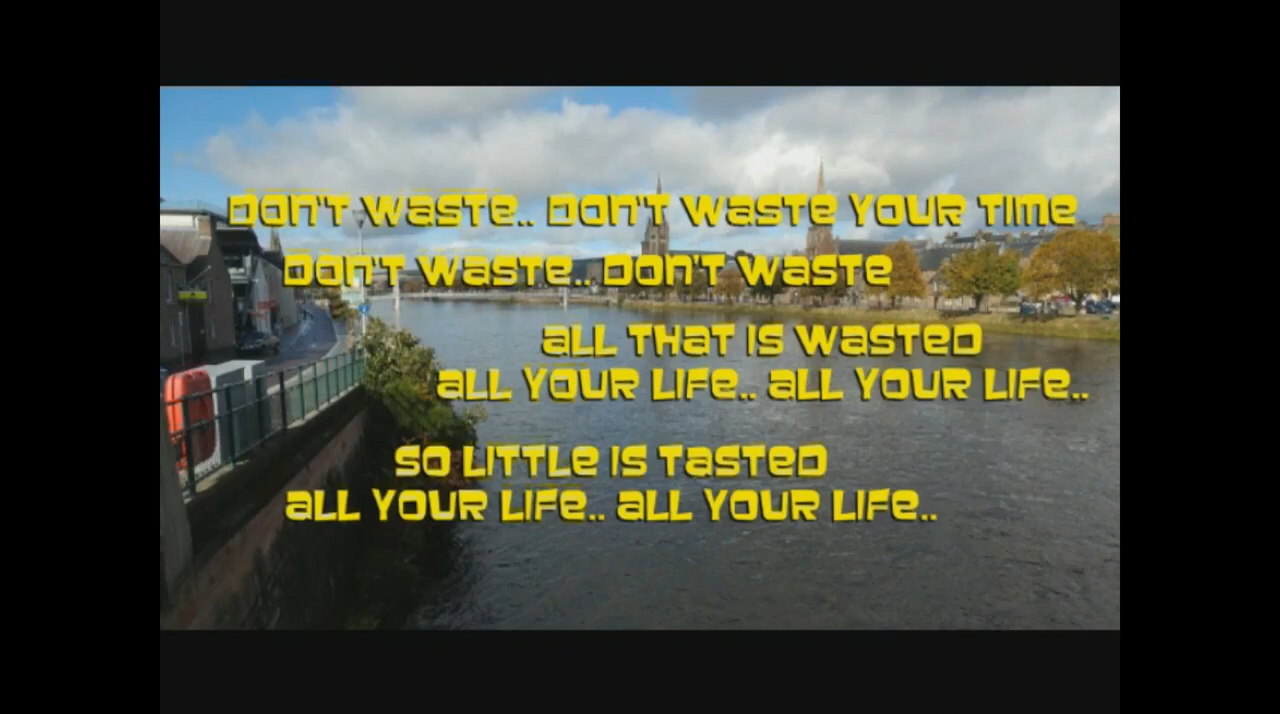 DON'T WASTE.. DON'T WASTE YOUR TIME
DON'T WASTE.. DON'T WASTE
ALL THAT IS WASTED
ALL YOUR LIFE.. ALL YOUR LIFE..
SO LITTLE IS TASTED
ALL YOUR LIFE.. ALL YOUR LIFE..